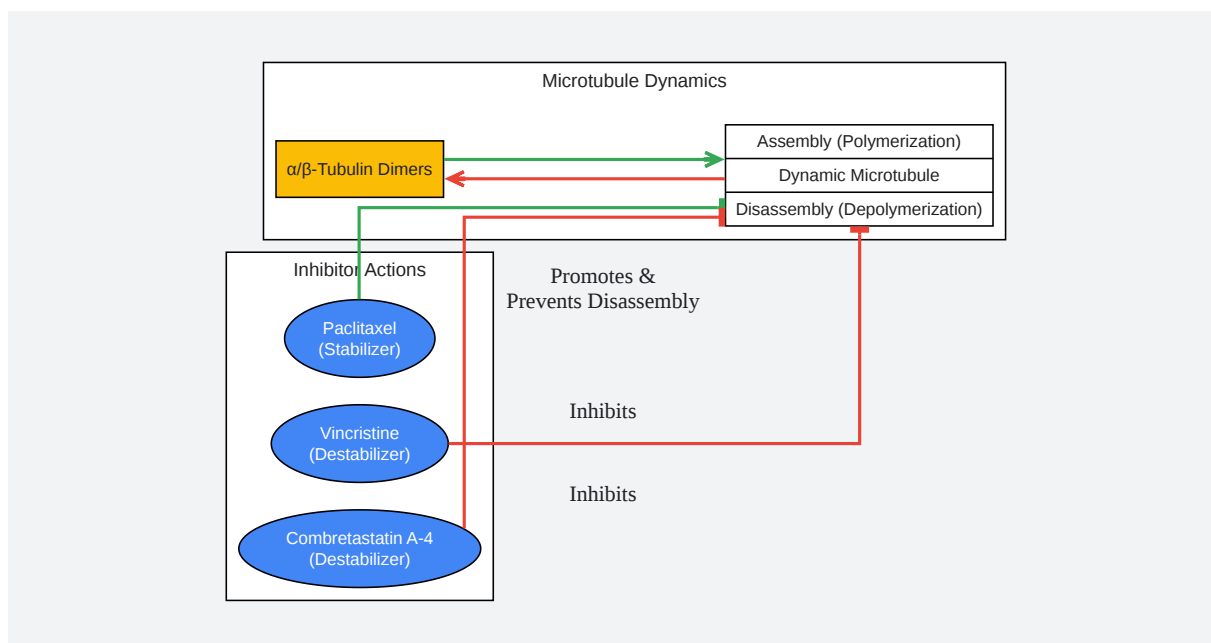 Microtubule Dynamics
α/β-Tubulin Dimers
Assembly (Polymerization)
Dynamic Microtubule
Disassembly (Depolymerization)
Inhibitor Actions
Promotes &
Prevents Disassembly
Paclitaxel
(Stabilizer)
Inhibits
Vincristine
(Destabilizer)
Inhibits
Combretastatin A-4
(Destabilizer)